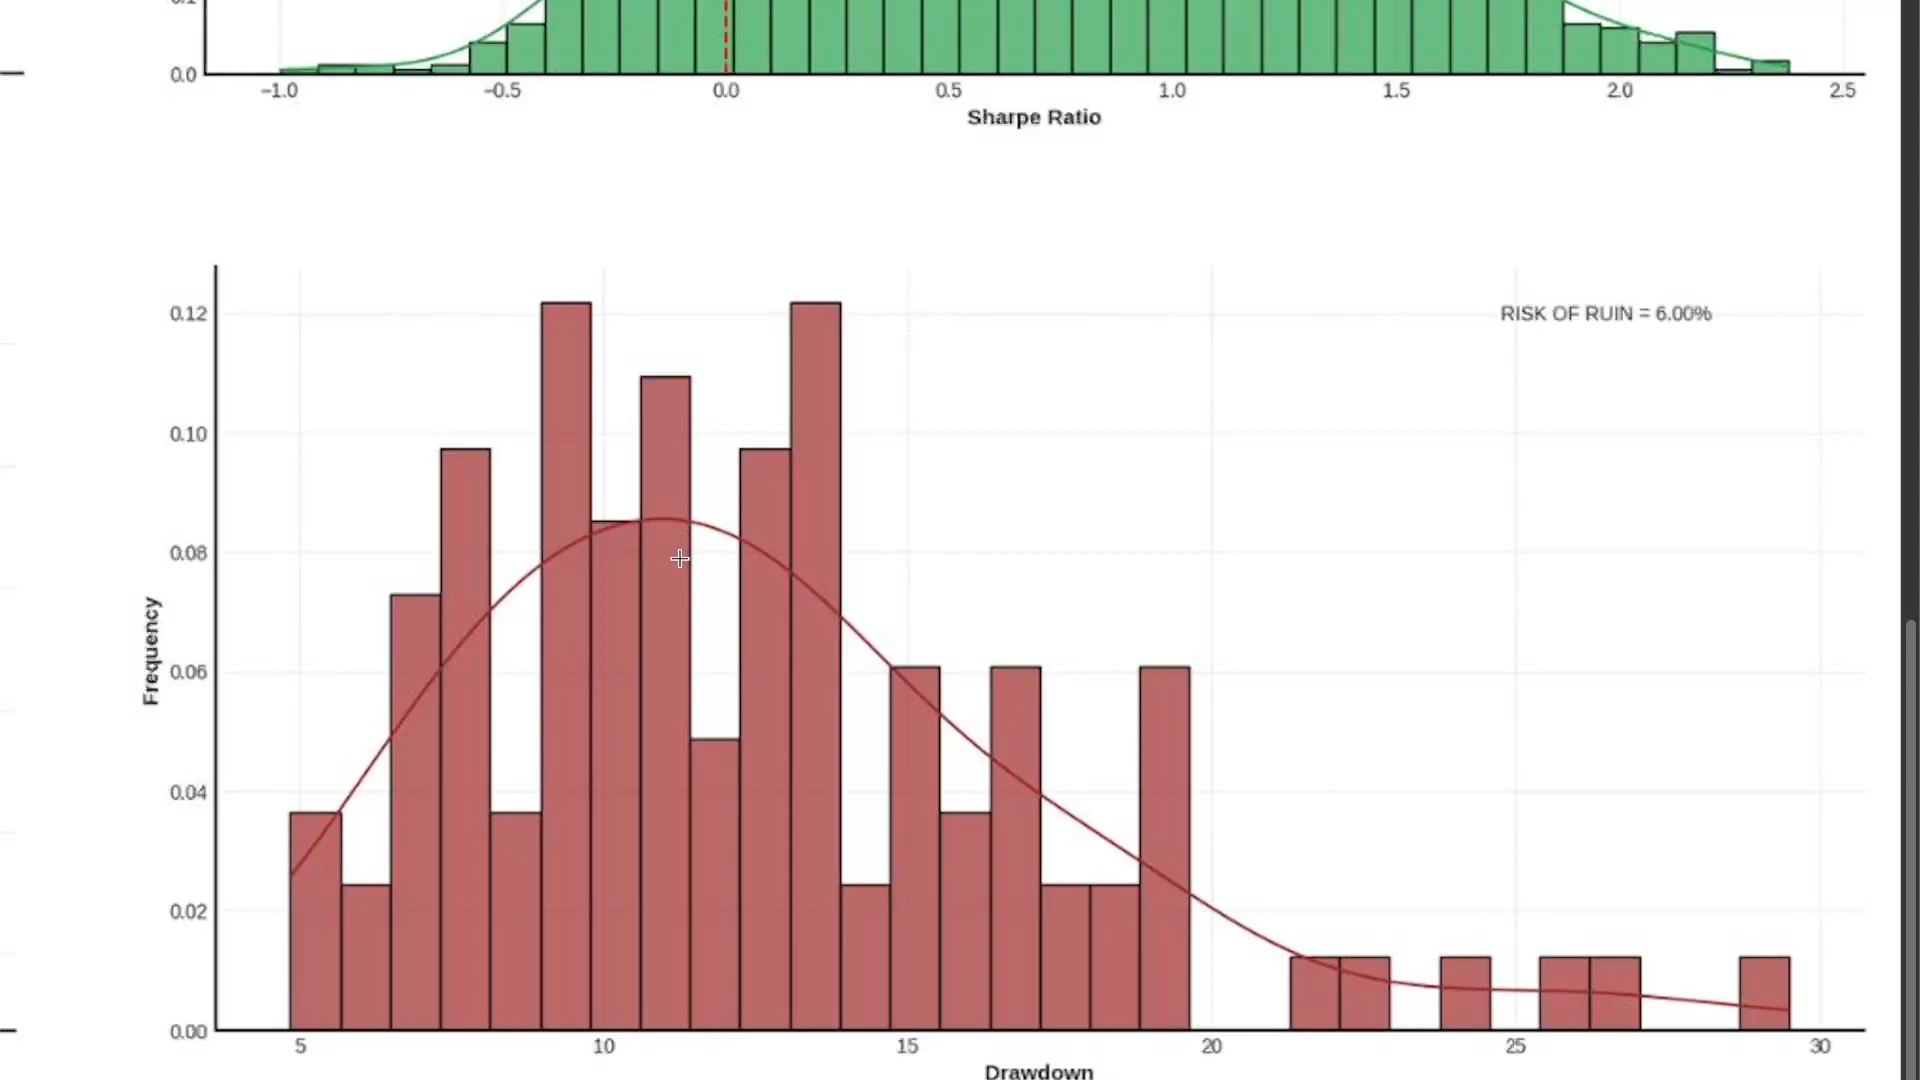 0.0
−1.0 −0.5 0.0 0.5 1.0 1.5 2.0 2.5
Sharpe Ratio
RISK OF RUIN = 6.00%
0.12
0.10
0.08
0.06
0.04
0.02
0.00
Frequency
5 10 15 20 25 30
Drawdown